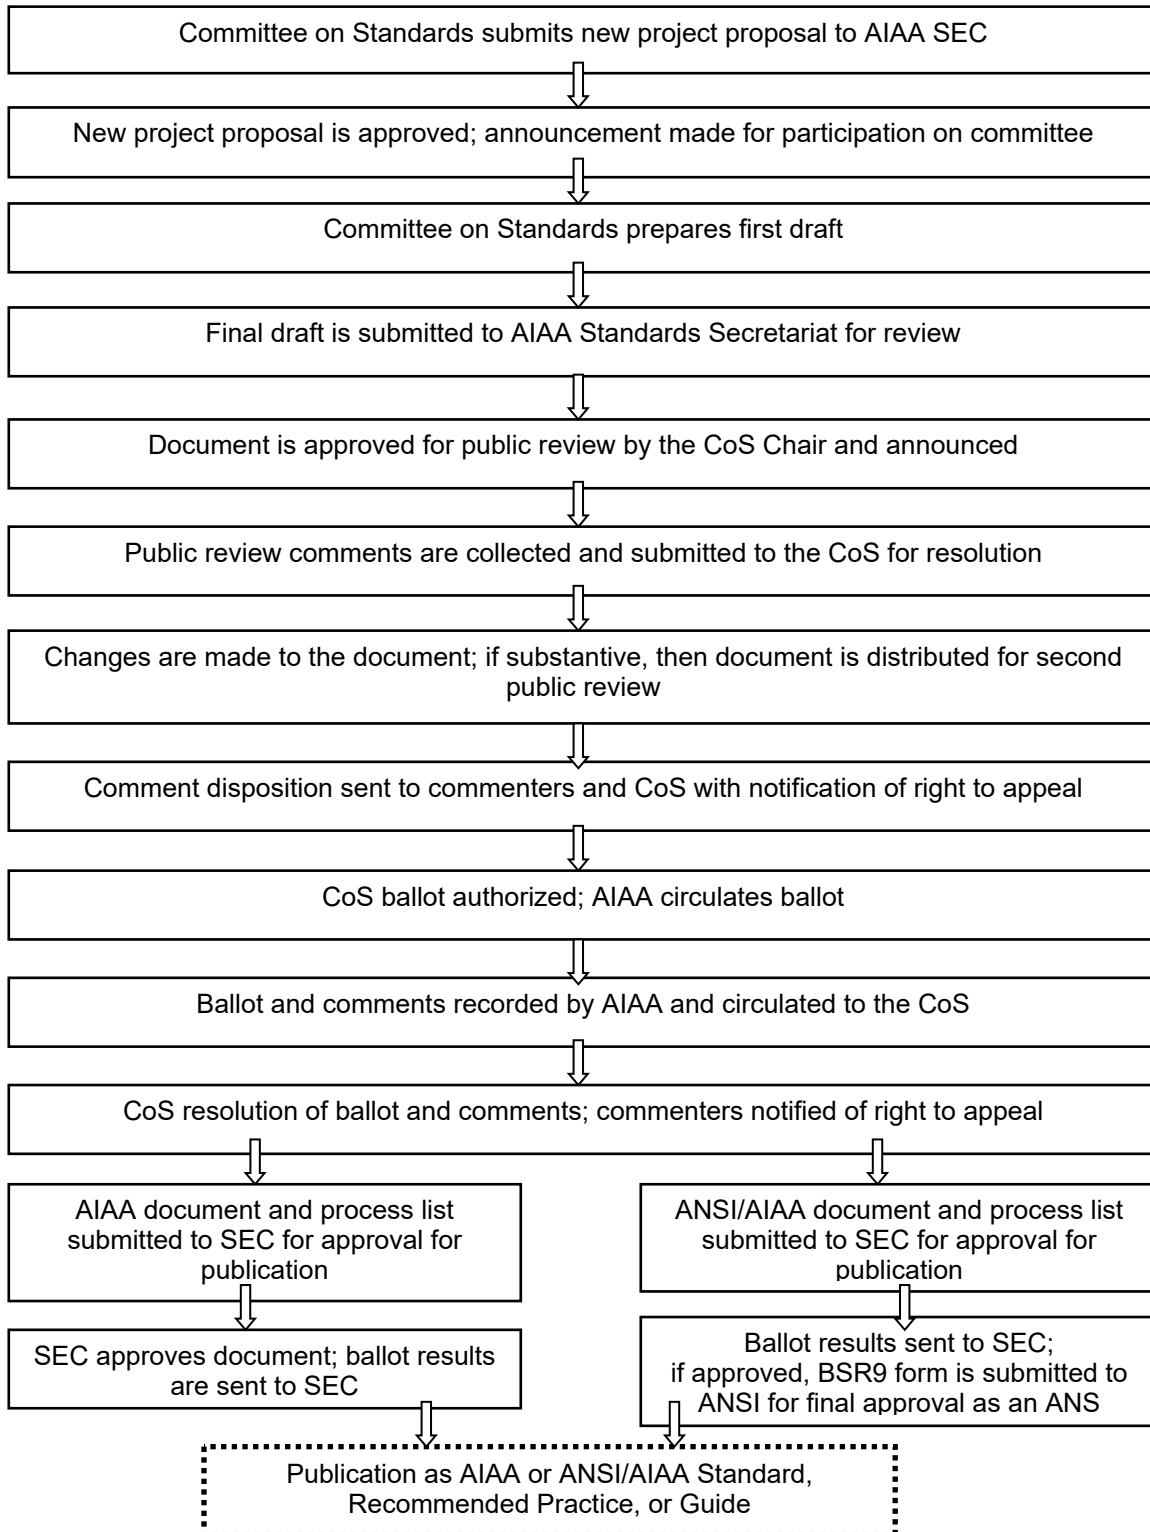 Committee on Standards submits new project proposal to AIAA SEC
New project proposal is approved; announcement made for participation on committee
Committee on Standards prepares first draft
Final draft is submitted to AIAA Standards Secretariat for review
Document is approved for public review by the CoS Chair and announced
Public review comments are collected and submitted to the CoS for resolution
Changes are made to the document; if substantive, then document is distributed for second
public review
Comment disposition sent to commenters and CoS with notification of right to appeal
CoS ballot authorized; AIAA circulates ballot
Ballot and comments recorded by AIAA and circulated to the CoS
CoS resolution of ballot and comments; commenters notified of right to appeal
AIAA document and process list
submitted to SEC for approval for
publication
ANSI/AIAA document and process list
submitted to SEC for approval for
publication
SEC approves document; ballot results
are sent to SEC
Ballot results sent to SEC;
if approved, BSR9 form is submitted to
ANSI for final approval as an ANS
Publication as AIAA or ANSI/AIAA Standard,
Recommended Practice, or Guide